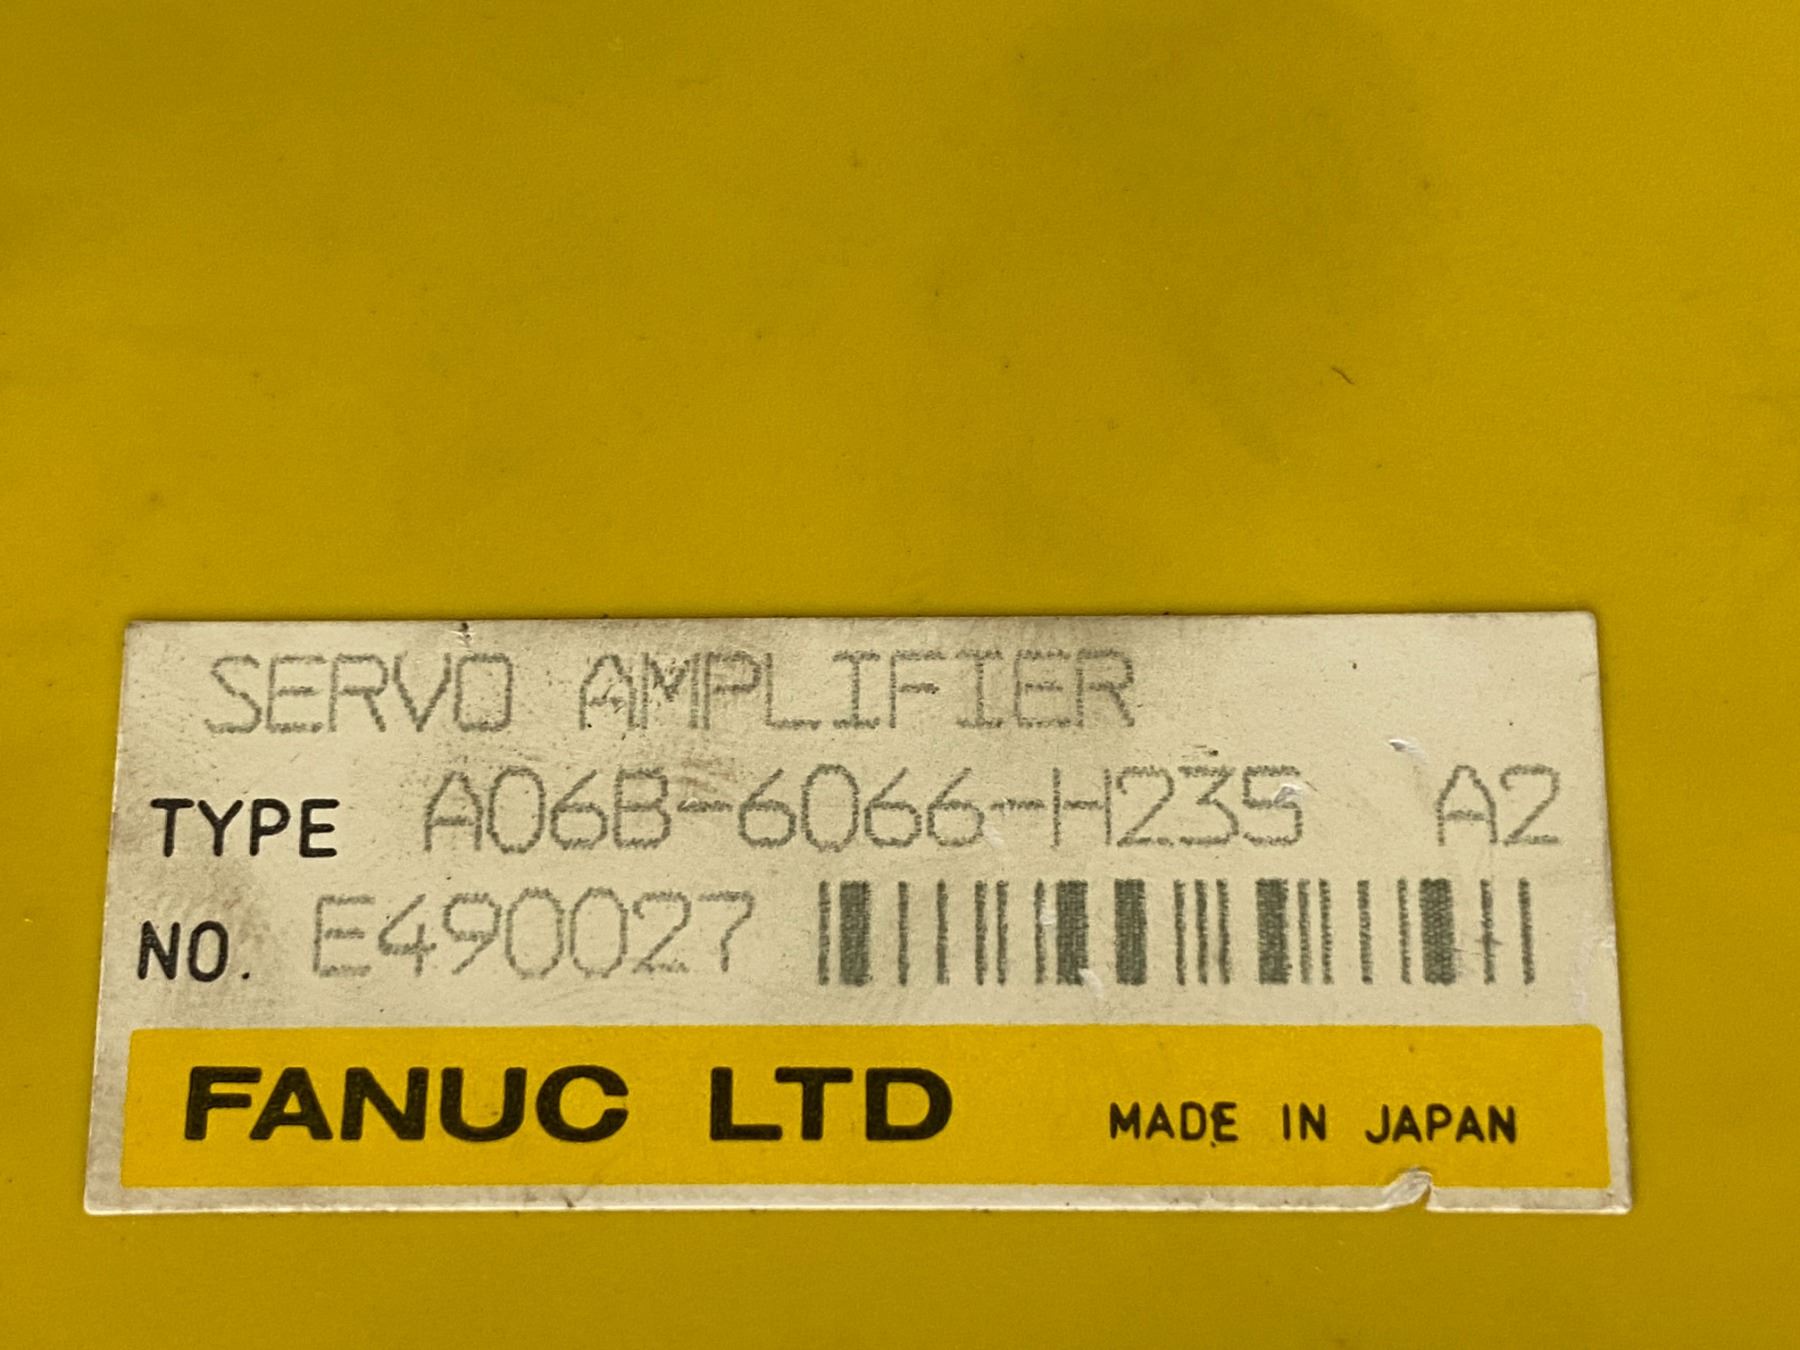 SERVO AMPLIFIER
TYPE A06B-6066-H235 A2
NO. E490027
FANUC LTD MADE IN JAPAN